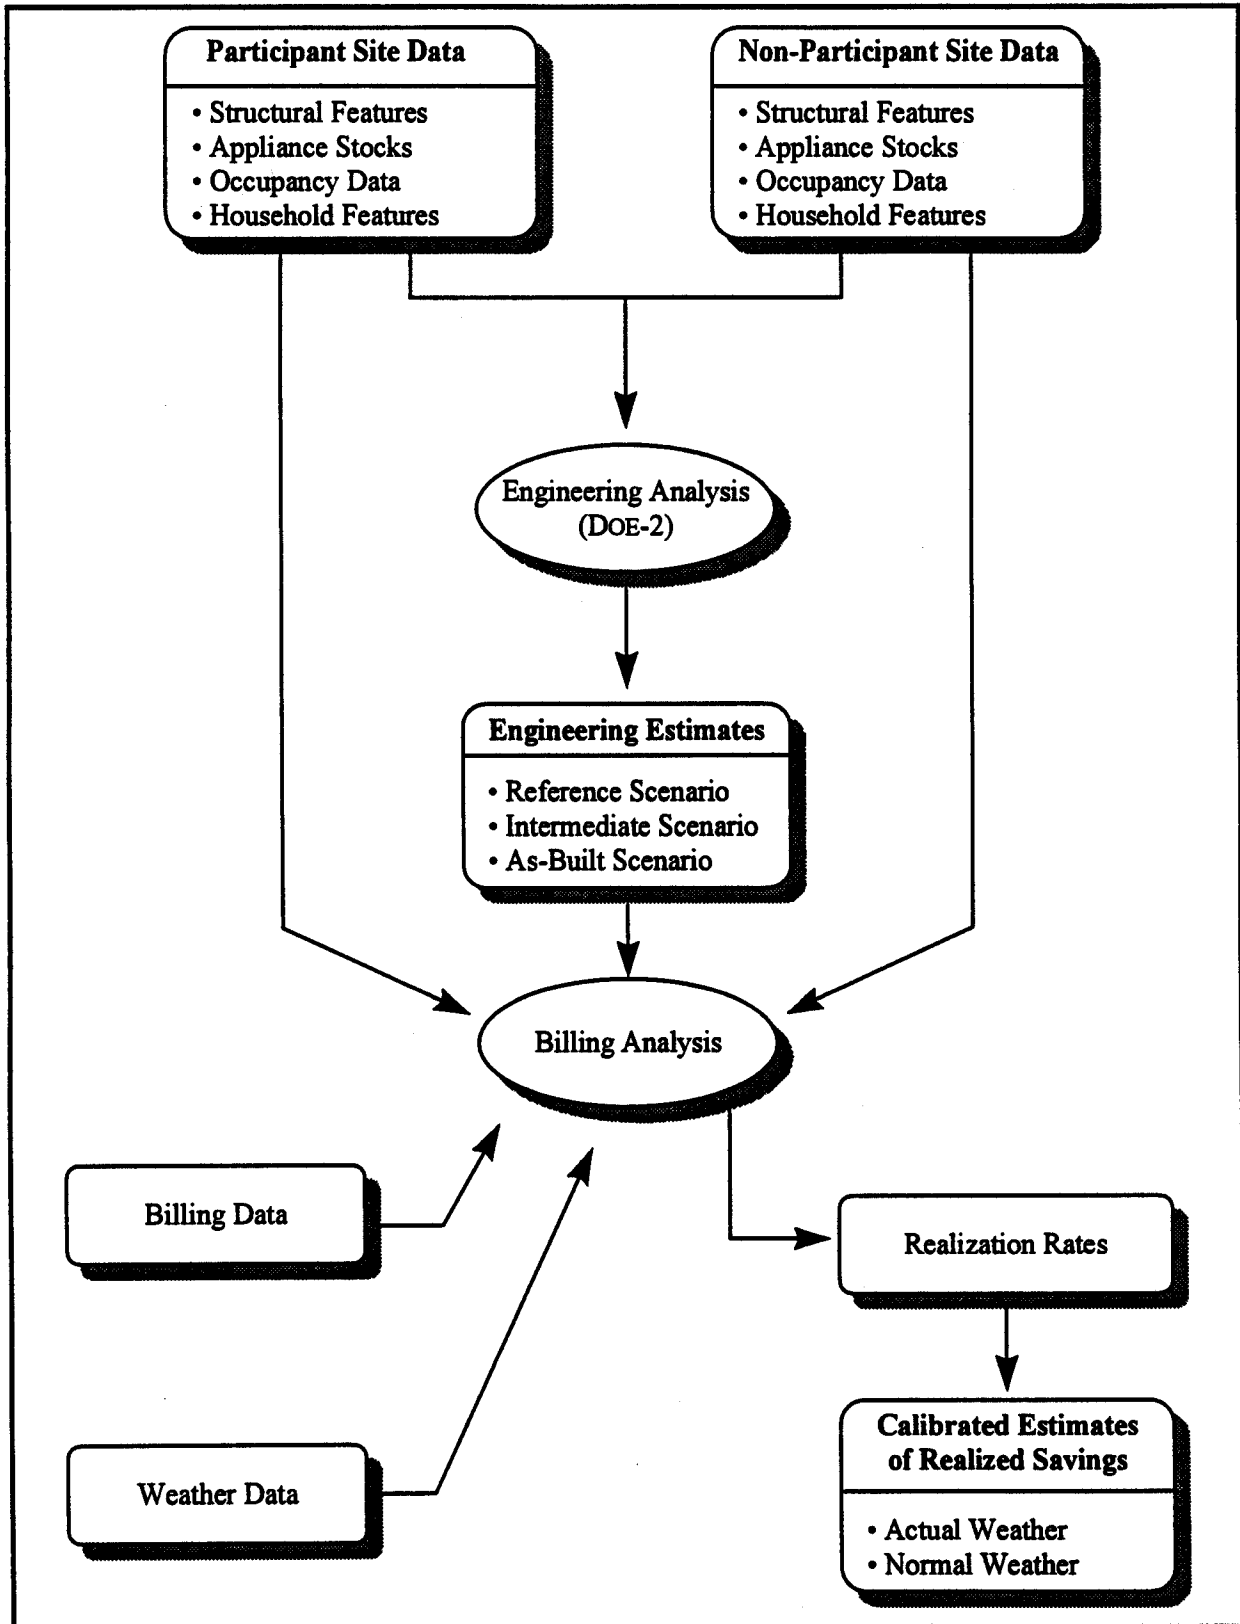 Participant Site Data
• Structural Features
• Appliance Stocks
• Occupancy Data
• Household Features
Non-Participant Site Data
• Structural Features
• Appliance Stocks
• Occupancy Data
• Household Features
Engineering Analysis
(DOE-2)
Engineering Estimates
• Reference Scenario
• Intermediate Scenario
• As-Built Scenario
Billing Analysis
Billing Data
Realization Rates
Weather Data
Calibrated Estimates
of Realized Savings
• Actual Weather
• Normal Weather